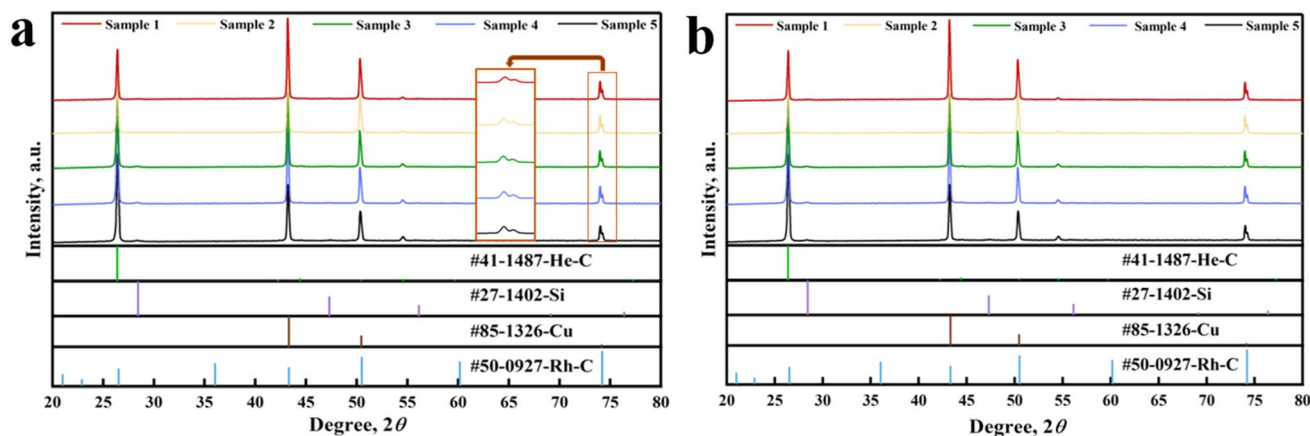 a
Sample 1 Sample 2 Sample 3 Sample 4 Sample 5
Intensity, a.u.
#41-1487-He-C
#27-1402-Si
#85-1326-Cu
#50-0927-Rh-C
20 25 30 35 40 45 50 55 60 65 70 75 80
Degree, 2θ
b
Sample 1 Sample 2 Sample 3 Sample 4 Sample 5
Intensity, a.u.
#41-1487-He-C
#27-1402-Si
#85-1326-Cu
#50-0927-Rh-C
20 25 30 35 40 45 50 55 60 65 70 75 80
Degree, 2θ